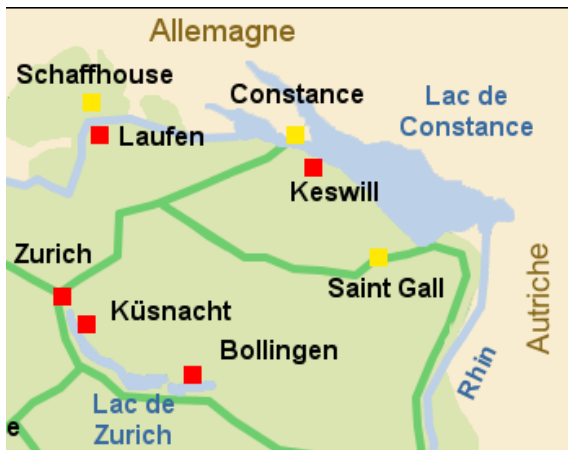 Allemagne
Schaffhouse
Constance
Lac de
Constance
Laufen
Keswill
Zurich
Saint Gall
Autriche
Küsnacht
Bollingen
Rhin
Lac de
Zurich
e